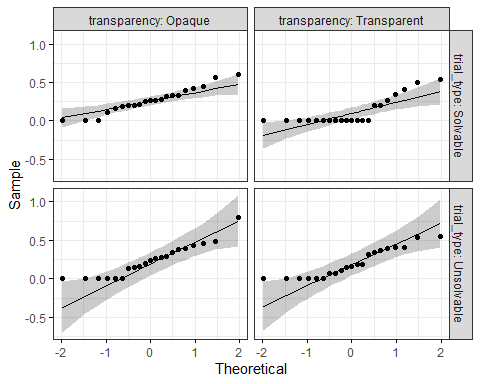 transparency: Opaque
transparency: Transparent
1.0
0.5
0.0
-0.5
trial_type: Solvable
Sample
1.0
0.5
0.0
-0.5
trial_type: Unsolvable
-2 -1 0 1 2
-2 -1 0 1 2
Theoretical